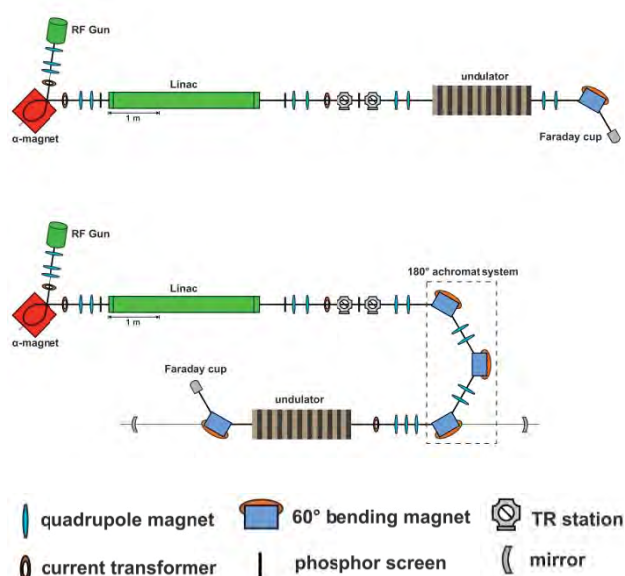 RF Gun
Linac
undulator
1 m
α-magnet
Faraday cup
RF Gun
180° achromat system
Linac
1 m
α-magnet
Faraday cup
undulator
quadrupole magnet
60° bending magnet
TR station
current transformer
phosphor screen
mirror